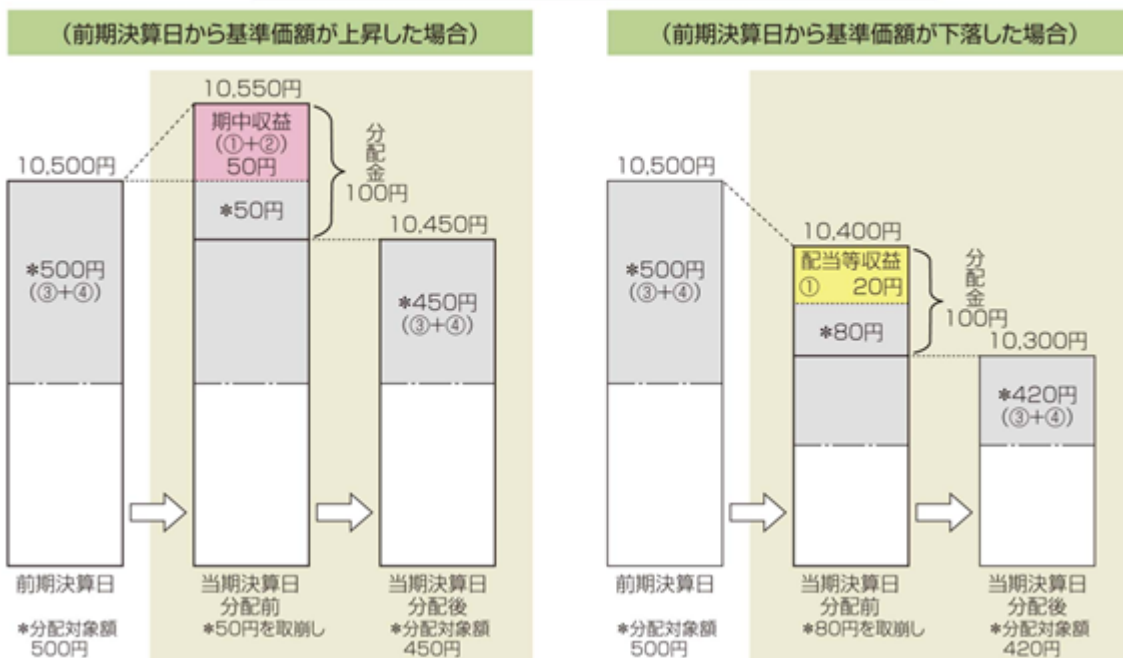 (前期決算日から基準価額が上昇した場合)
10,500円
*500円
(③+④)
10,550円
期中収益
(①+②)
50円
*50円
分配金
100円
10,450円
*450円
(③+④)
前期決算日
*分配対象額
500円
当期決算日
分配前
*50円を取崩し
当期決算日
分配後
*分配対象額
450円
(前期決算日から基準価額が下落した場合)
10,500円
*500円
(③+④)
10,400円
配当等収益
① 20円
*80円
分配金
100円
10,300円
*420円
(③+④)
前期決算日
*分配対象額
500円
当期決算日
分配前
*80円を取崩し
当期決算日
分配後
*分配対象額
420円